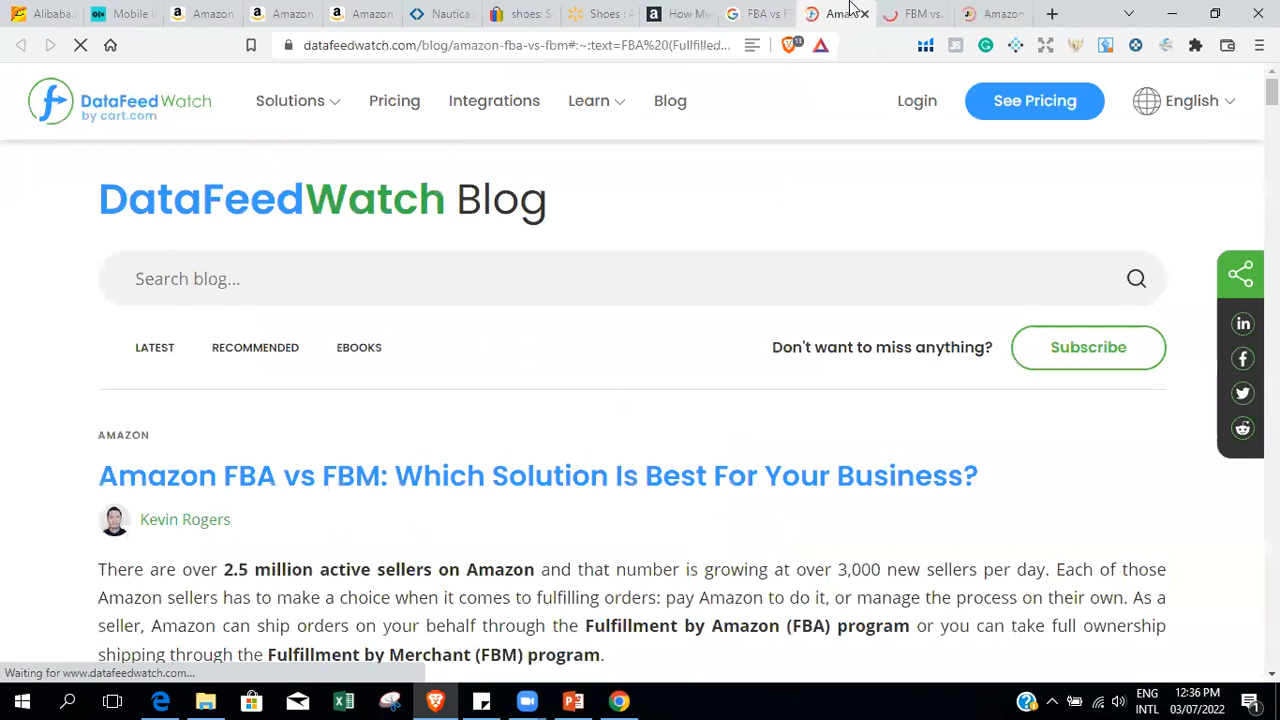 Alibaba.
Mobile
Amazon
Amazon
Amazon
Nautica
shoes: S
Shoes :
How M
FBA vs F
Ama
FBM vs.
Amazon
datafeedwatch.com/blog/amazon-fba-vs-fbm#:~:text=FBA%20(Fullfilled...
13
DataFeedWatch
by cart.com
Solutions
Pricing
Integrations
Learn
Blog
Login
See Pricing
English
DataFeedWatch Blog
Search blog...
LATEST
RECOMMENDED
EBOOKS
Don't want to miss anything?
Subscribe
AMAZON
Amazon FBA vs FBM: Which Solution Is Best For Your Business?
Kevin Rogers
There are over 2.5 million active sellers on Amazon and that number is growing at over 3,000 new sellers per day. Each of those
Amazon sellers has to make a choice when it comes to fulfilling orders: pay Amazon to do it, or manage the process on their own. As a
seller, Amazon can ship orders on your behalf through the Fulfillment by Amazon (FBA) program or you can take full ownership
shipping through the Fulfillment by Merchant (FBM) program.
Waiting for www.datafeedwatch.com...
ENG
INTL
12:36 PM
03/07/2022
1